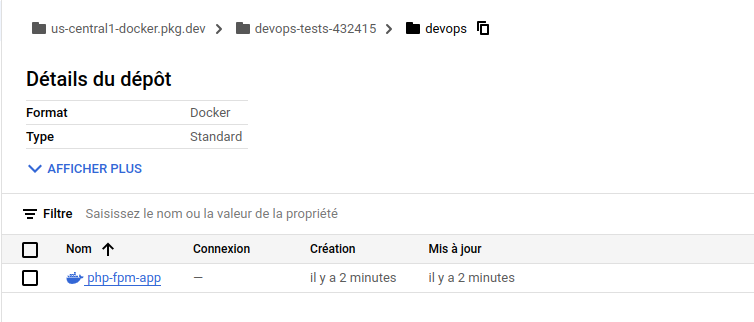 us-central1-docker.pkg.dev > devops-tests-432415 > devops
Détails du dépôt
Format Docker
Type Standard
AFFICHER PLUS
Filtre Saisissez le nom ou la valeur de la propriété
Nom Connexion Création Mis à jour
php-fpm-app — il y a 2 minutes il y a 2 minutes